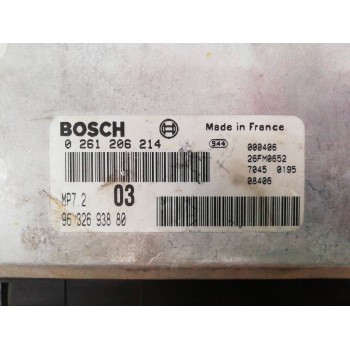 BOSCH
Made in France
0 261 206 214
944
000406
26FM0652
7045 0195
08406
MP7.2 03
96 326 938 80